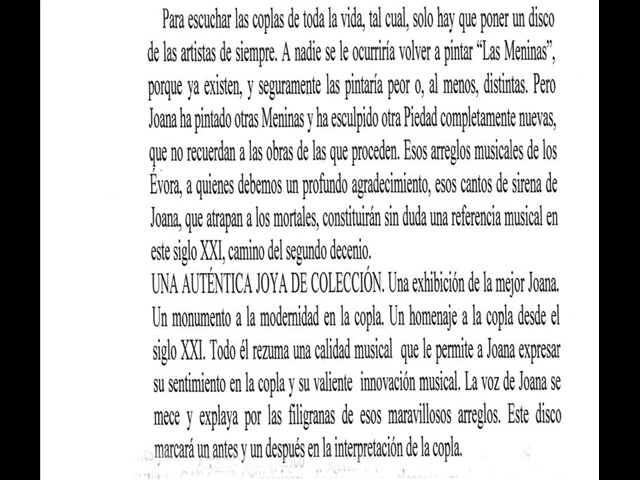 Para escuchar las coplas de toda la vida, tal cual, solo hay que poner un disco
de las artistas de siempre. A nadie se le ocurriría volver a pintar “Las Meninas”,
porque ya existen, y seguramente las pintaría peor o, al menos, distintas. Pero
Joana ha pintado otras Meninas y ha esculpido otra Piedad completamente nuevas,
que no recuerdan a las obras de las que proceden. Esos arreglos musicales de los
Évora, a quienes debemos un profundo agradecimiento, esos cantos de sirena de
Joana, que atrapan a los mortales, constituirán sin duda una referencia musical en
este siglo XXI, camino del segundo decenio.
UNA AUTÉNTICA JOYA DE COLECCIÓN. Una exhibición de la mejor Joana.
Un monumento a la modernidad en la copla. Un homenaje a la copla desde el
siglo XXI. Todo él rezuma una calidad musical que le permite a Joana expresar
su sentimiento en la copla y su valiente innovación musical. La voz de Joana se
mece y explaya por las filigranas de esos maravillosos arreglos. Este disco
marcará un antes y un después en la interpretación de la copla.